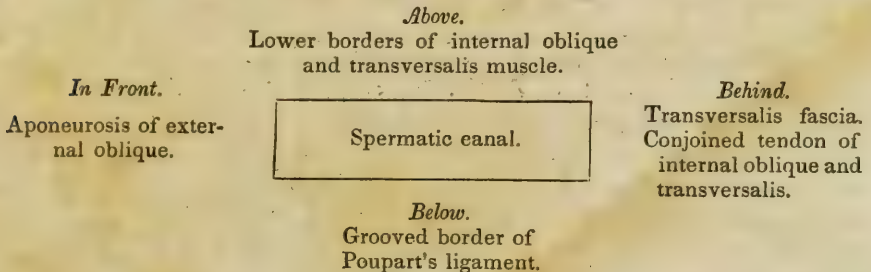 Above.
Lower borders of internal oblique
and transversalis muscle.
In Front.
Aponeurosis of exter-
nal oblique.
Spermatic canal.
Behind.
Transversalis fascia.
Conjoined tendon of
internal oblique and
transversalis.
Below.
Grooved border of
Poupart's ligament.